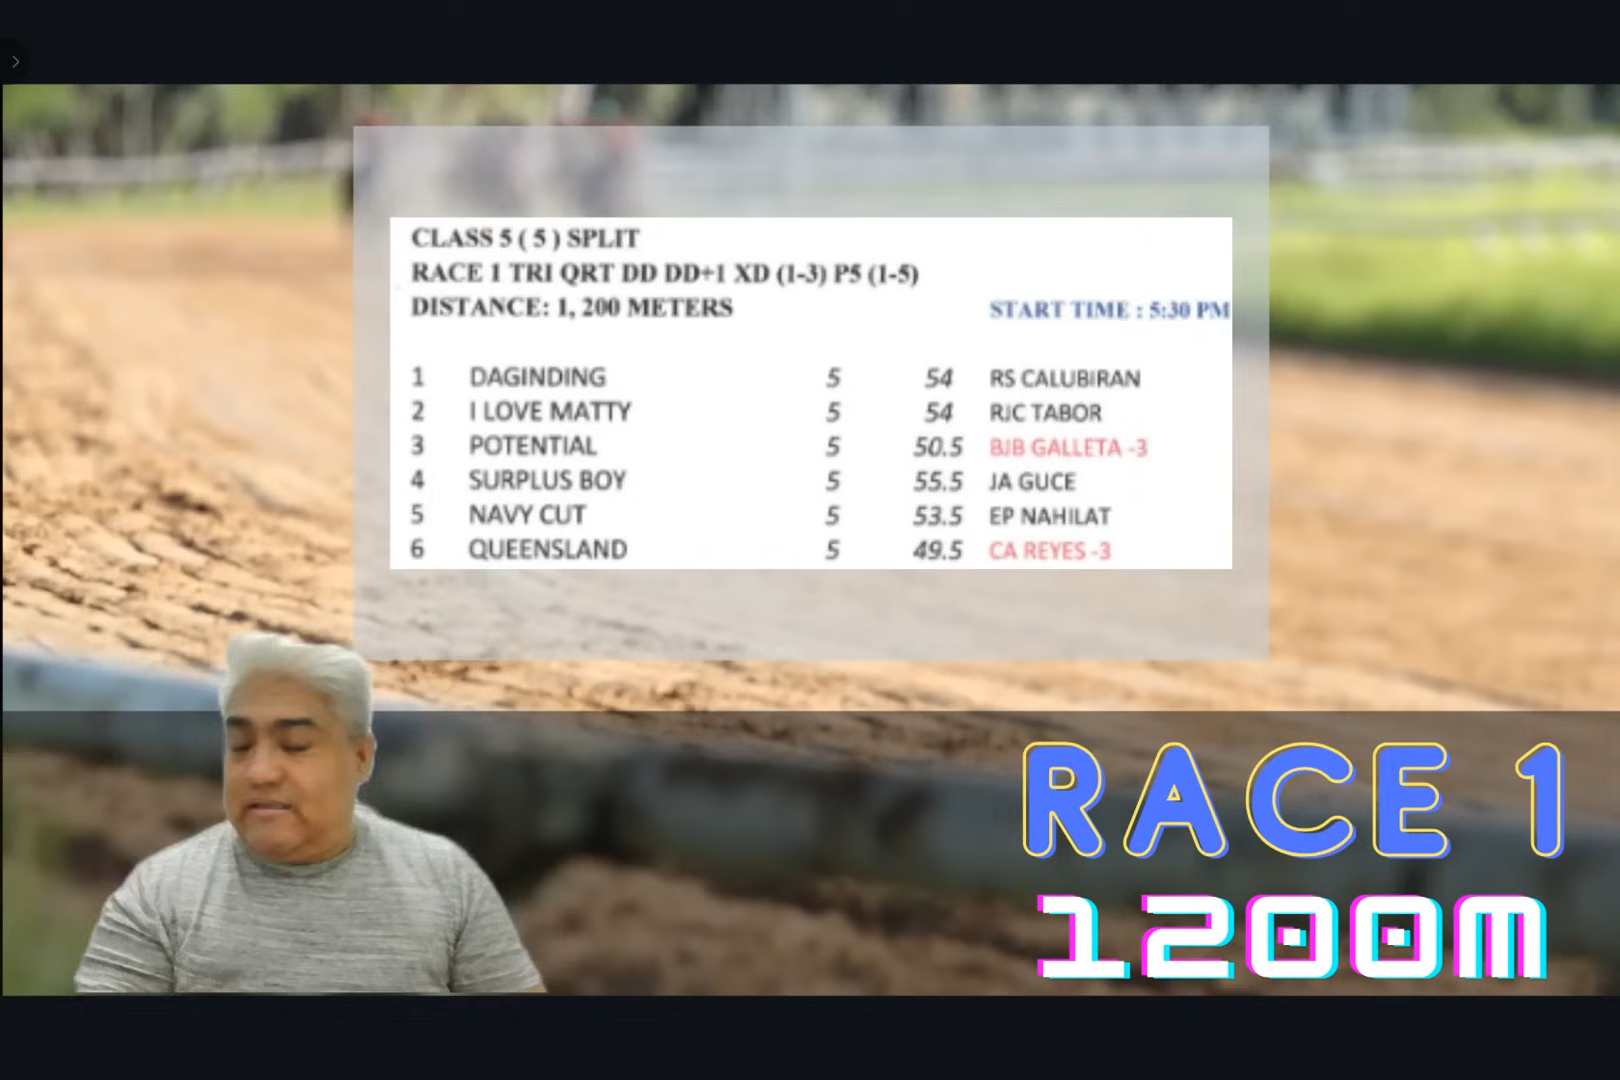 CLASS 5 ( 5 ) SPLIT
RACE 1 TRI QRT DD DD+1 XD (1-3) P5 (1-5)
DISTANCE: 1, 200 METERS START TIME : 5:30 PM
1 DAGINDING 5 54 RS CALUBIRAN
2 I LOVE MATTY 5 54 RJC TABOR
3 POTENTIAL 5 50.5 BJB GALLETA -3
4 SURPLUS BOY 5 55.5 JA GUCE
5 NAVY CUT 5 53.5 EP NAHILAT
6 QUEENSLAND 5 49.5 CA REYES -3
RACE 1
1200M